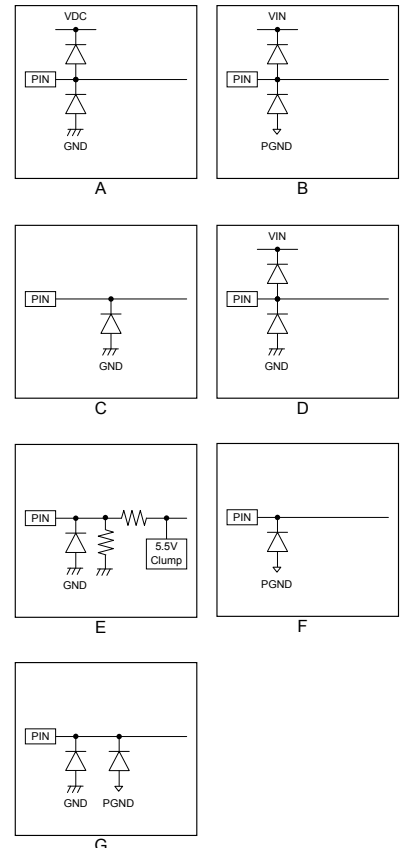 VDC
PIN
GND
A
VIN
PIN
PGND
B
PIN
GND
C
VIN
PIN
GND
D
PIN
GND
5.5V
Clump
E
PIN
PGND
F
PIN
GND PGND
G